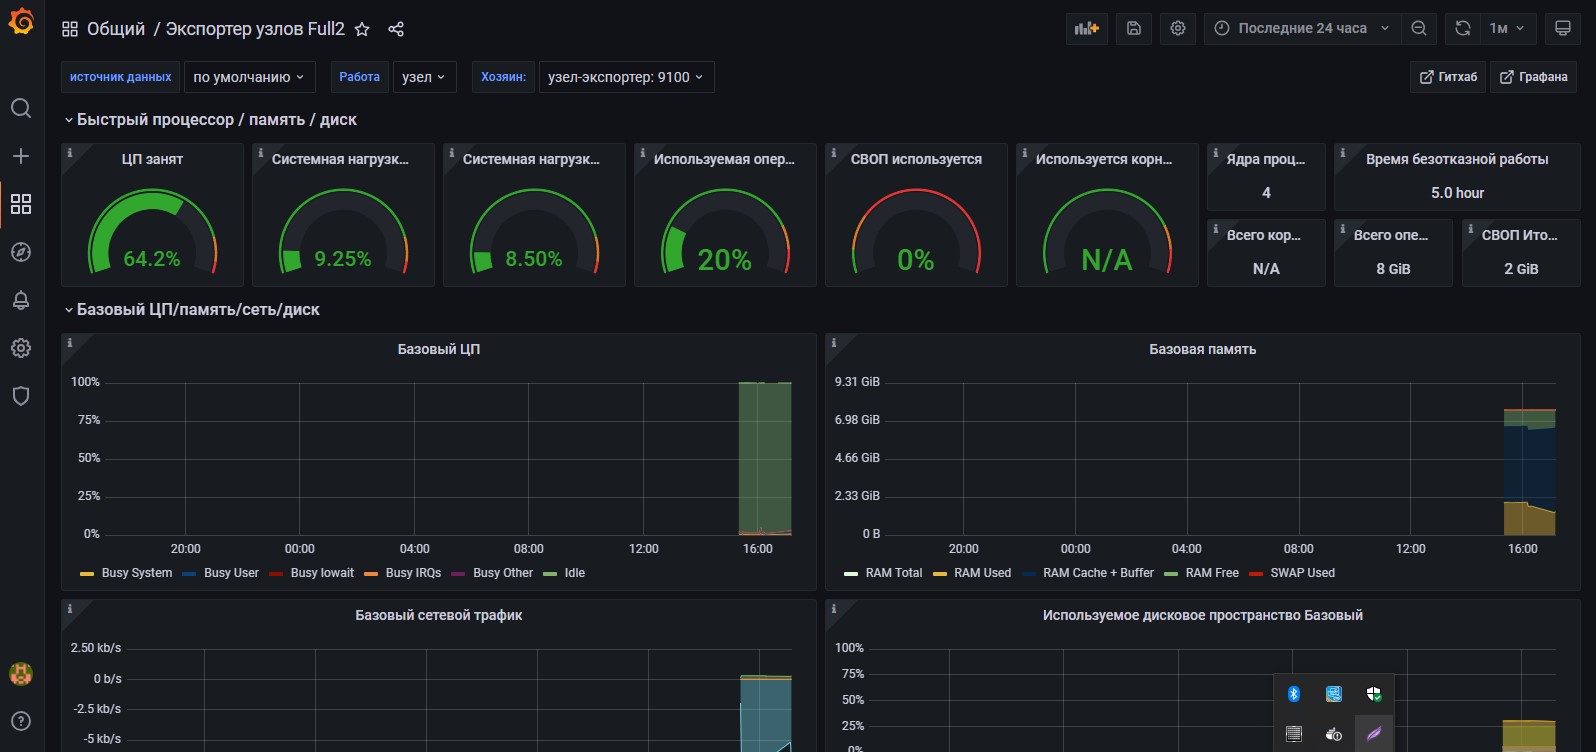 Общий / Экспортер узлов Full2
Последние 24 часа
1м
источник данных
по умолчанию
Работа
узел
Хозяин:
узел-экспортер: 9100
Гитхаб
Графана
Быстрый процессор / память / диск
ЦП занят
64.2%
Системная нагрузк...
9.25%
Системная нагрузк...
8.50%
Используемая опер...
20%
СВОП используется
0%
Используется корн...
N/A
Ядра проц...
4
Время безотказной работы
5.0 hour
Всего кор...
N/A
Всего опе...
8 GiB
СВОП Ито...
2 GiB
Базовый ЦП/память/сеть/диск
Базовый ЦП
100%
75%
50%
25%
0%
20:00 00:00 04:00 08:00 12:00 16:00
Busy System Busy User Busy Iowait Busy IRQs Busy Other Idle
Базовая память
9.31 GiB
6.98 GiB
4.66 GiB
2.33 GiB
0 B
20:00 00:00 04:00 08:00 12:00 16:00
RAM Total RAM Used RAM Cache + Buffer RAM Free SWAP Used
Базовый сетевой трафик
2.50 kb/s
0 b/s
-2.5 kb/s
-5 kb/s
Используемое дисковое пространство Базовый
100%
75%
50%
25%
0%